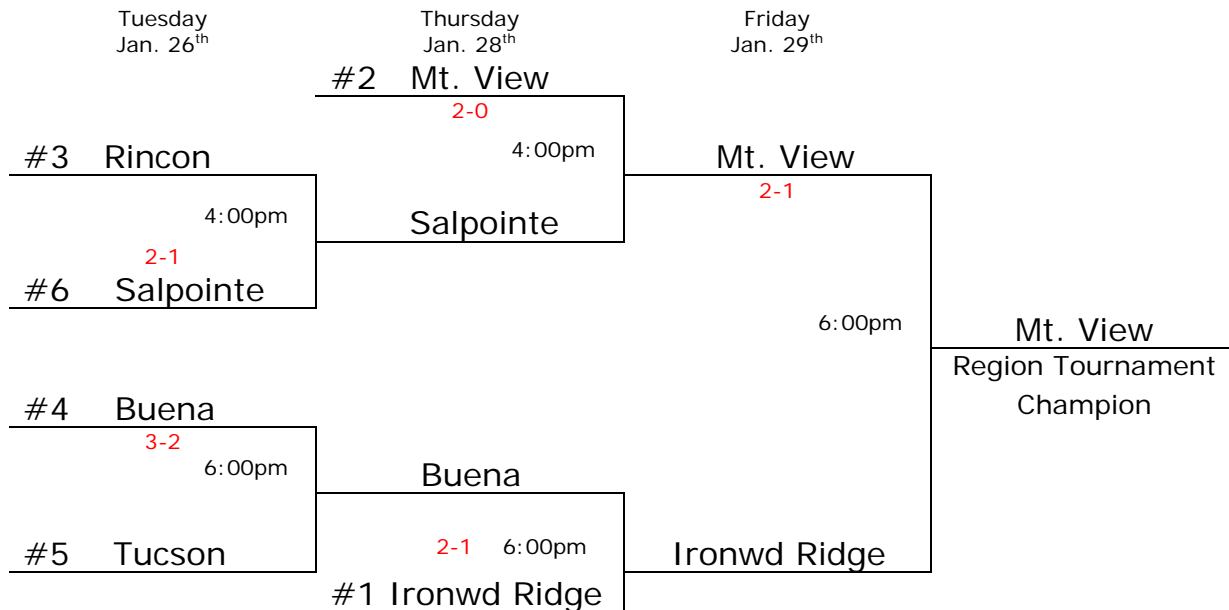 Tuesday
Jan. 26th
Thursday
Jan. 28th
Friday
Jan. 29th
#2 Mt. View
2-0
#3 Rincon
4:00pm
Mt. View
2-1
4:00pm
Salpointe
2-1
#6 Salpointe
6:00pm
Mt. View
Region Tournament
Champion
#4 Buena
3-2
6:00pm
Buena
#5 Tucson
2-1 6:00pm
Ironwd Ridge
#1 Ironwd Ridge